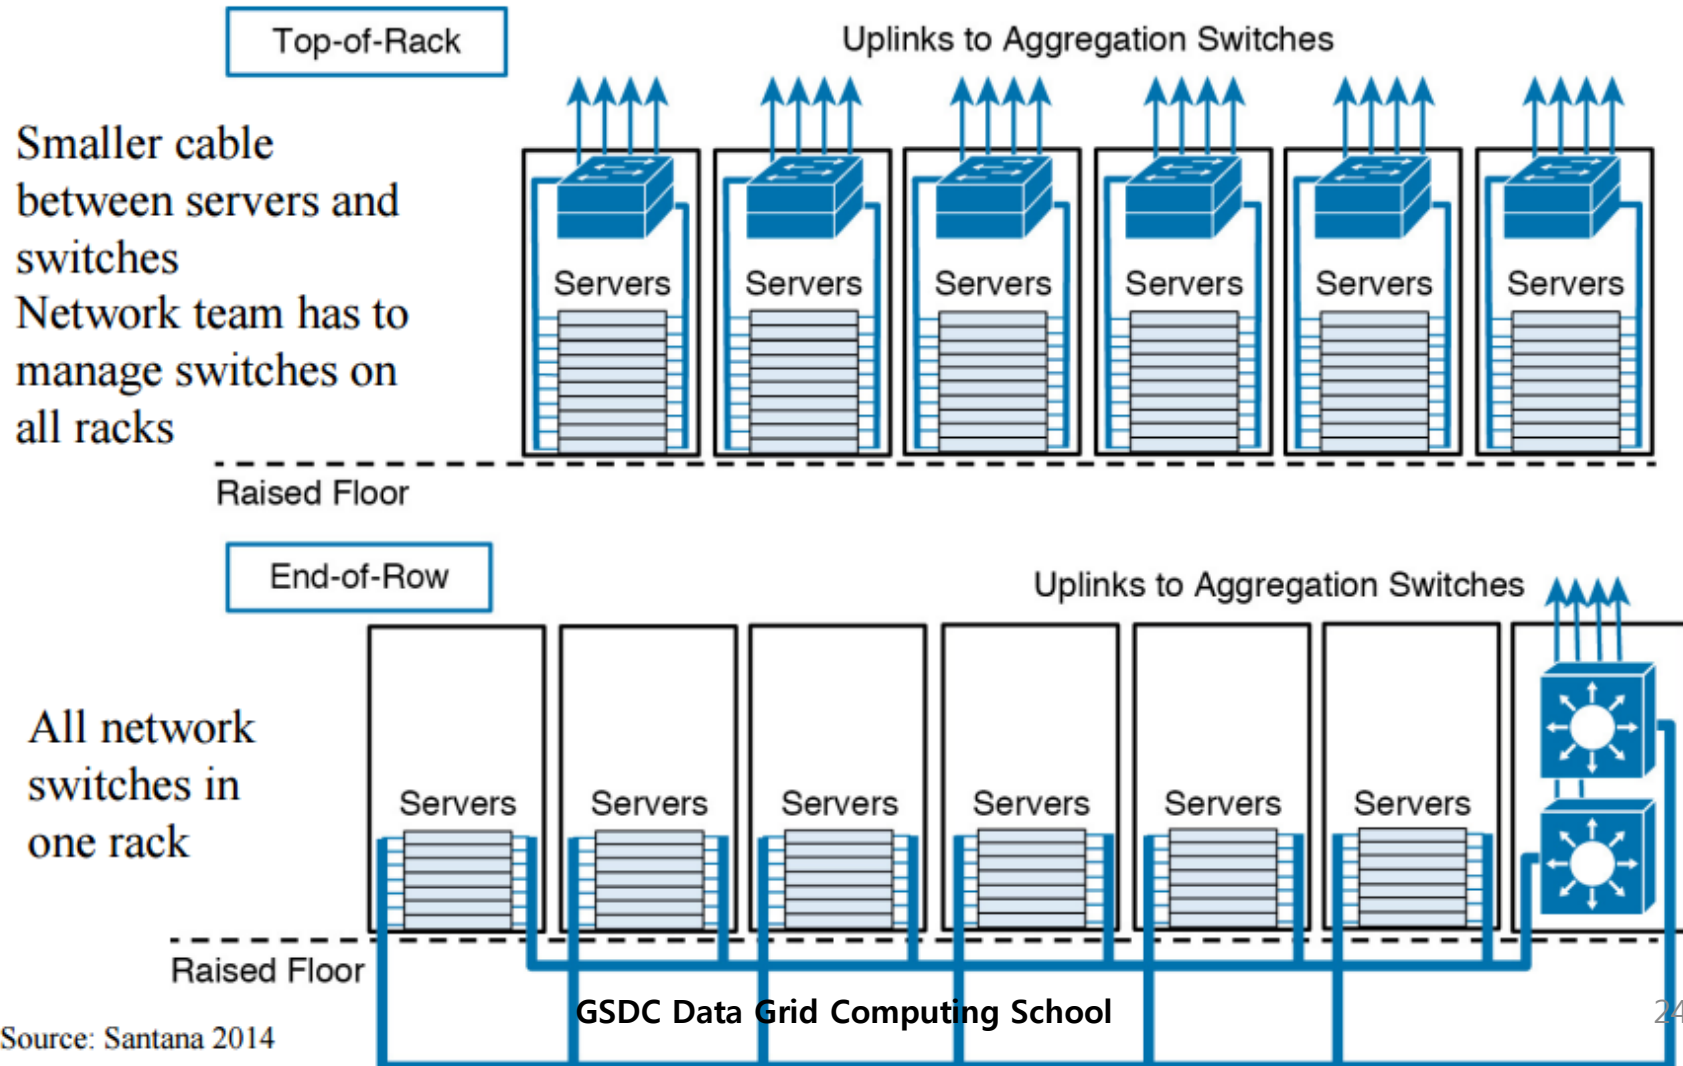 Top-of-Rack
Uplinks to Aggregation Switches
Smaller cable
between servers and
switches
Network team has to
manage switches on
all racks
Servers
Servers
Servers
Servers
Servers
Servers
Raised Floor
End-of-Row
Uplinks to Aggregation Switches
All network
switches in
one rack
Servers
Servers
Servers
Servers
Servers
Servers
Raised Floor
GSDC Data Grid Computing School
24
Source: Santana 2014